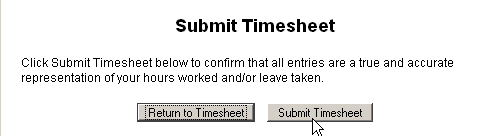 Submit Timesheet
Click Submit Timesheet below to confirm that all entries are a true and accurate
representation of your hours worked and/or leave taken.
Return to Timesheet Submit Timesheet